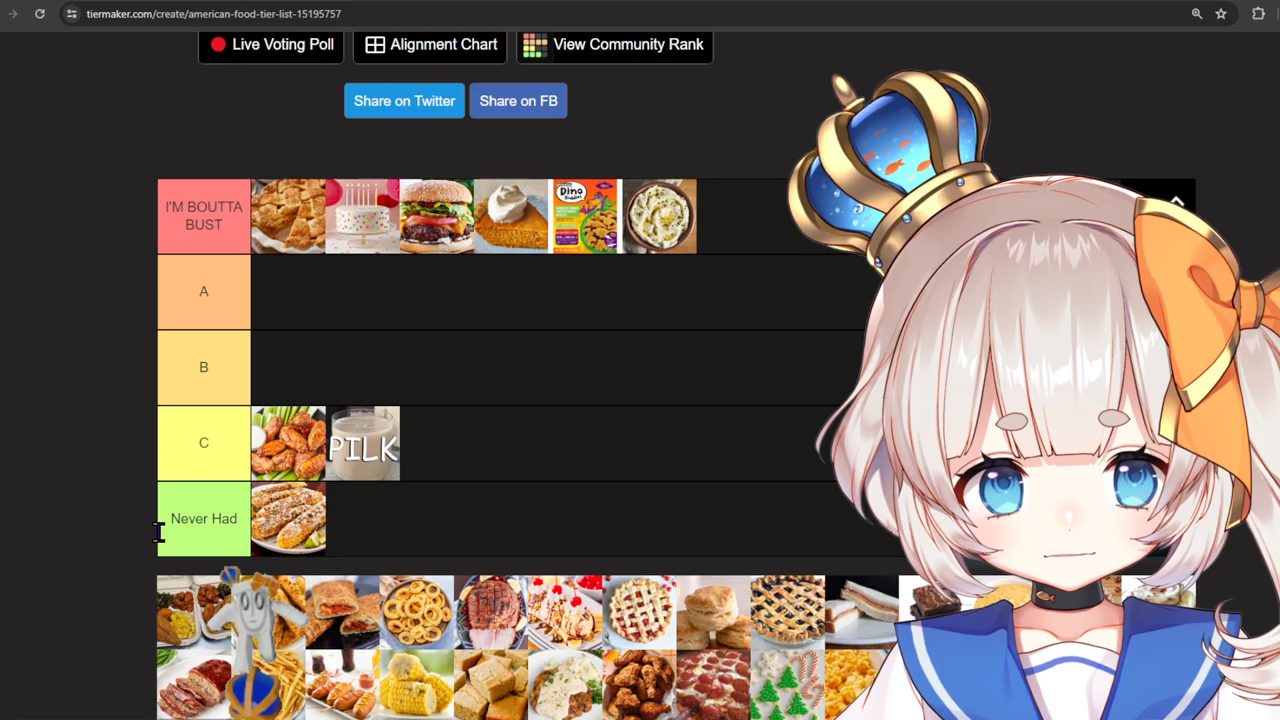 tiermaker.com/create/american-food-tier-list-15195757
Live Voting Poll
Alignment Chart
View Community Rank
Share on Twitter
Share on FB
I'M BOUTTA
BUST
Dino
A
B
C
PILK
Never Had